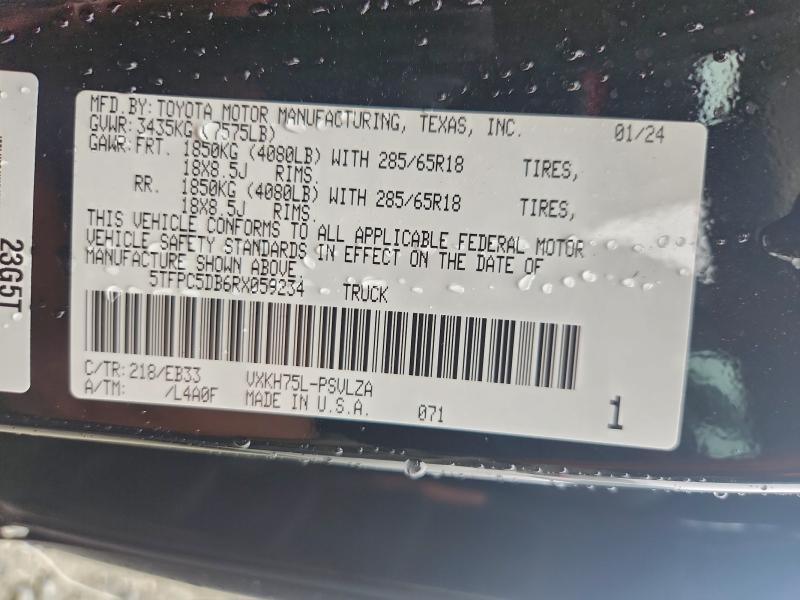 MFD.BY: TOYOTA MOTOR MANUFACTURING, TEXAS, INC. 01/24
GVWR: 3435KG (7575LB)
GAWR: FRT. 1850KG (4080LB) WITH 285/65R18 TIRES,
18X8.5J RIMS.
RR. 1850KG (4080LB) WITH 285/65R18 TIRES,
18X8.5J RIMS.
THIS VEHICLE CONFORMS TO ALL APPLICABLE FEDERAL MOTOR
VEHICLE SAFETY STANDARDS IN EFFECT ON THE DATE OF
MANUFACTURE SHOWN ABOVE.
5TFPC5DB6RX059234 TRUCK
C/TR: 218/EB33 VXKH75L-PSVLZA
A/TM: /L4A0F MADE IN U.S.A. 071 1
23G5T